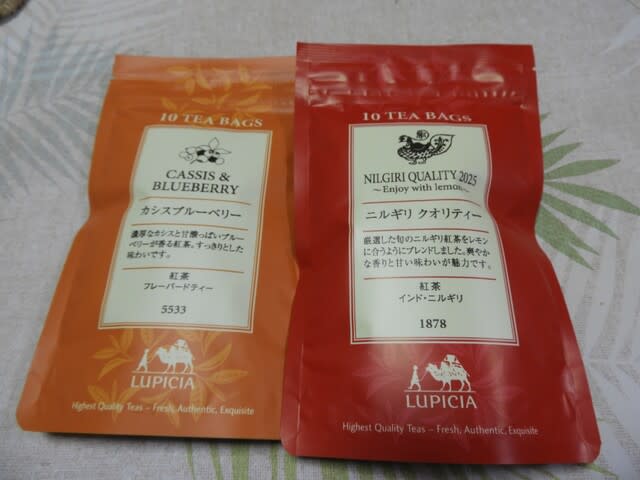 10 TEA BAGS
CASSIS &
BLUEBERRY
カシスブルーベリー
濃厚なカシスと甘酸っぱいブルー
ベリーが香る紅茶。すっきりとした
味わいです。
紅茶
フレーバードティー
5533
LUPICIA
Highest Quality Teas – Fresh, Authentic, Exquisite
10 TEA BAGS
NILGIRI QUALITY 2025
~Enjoy with lemon~
ニルギリ クオリティー
厳選した旬のニルギリ紅茶をレモン
に合うようにブレンドしました。爽やか
な香りと甘い味わいが魅力です。
紅茶
インド・ニルギリ
1878
LUPICIA
Highest Quality Teas – Fresh, Authentic, Exquisite